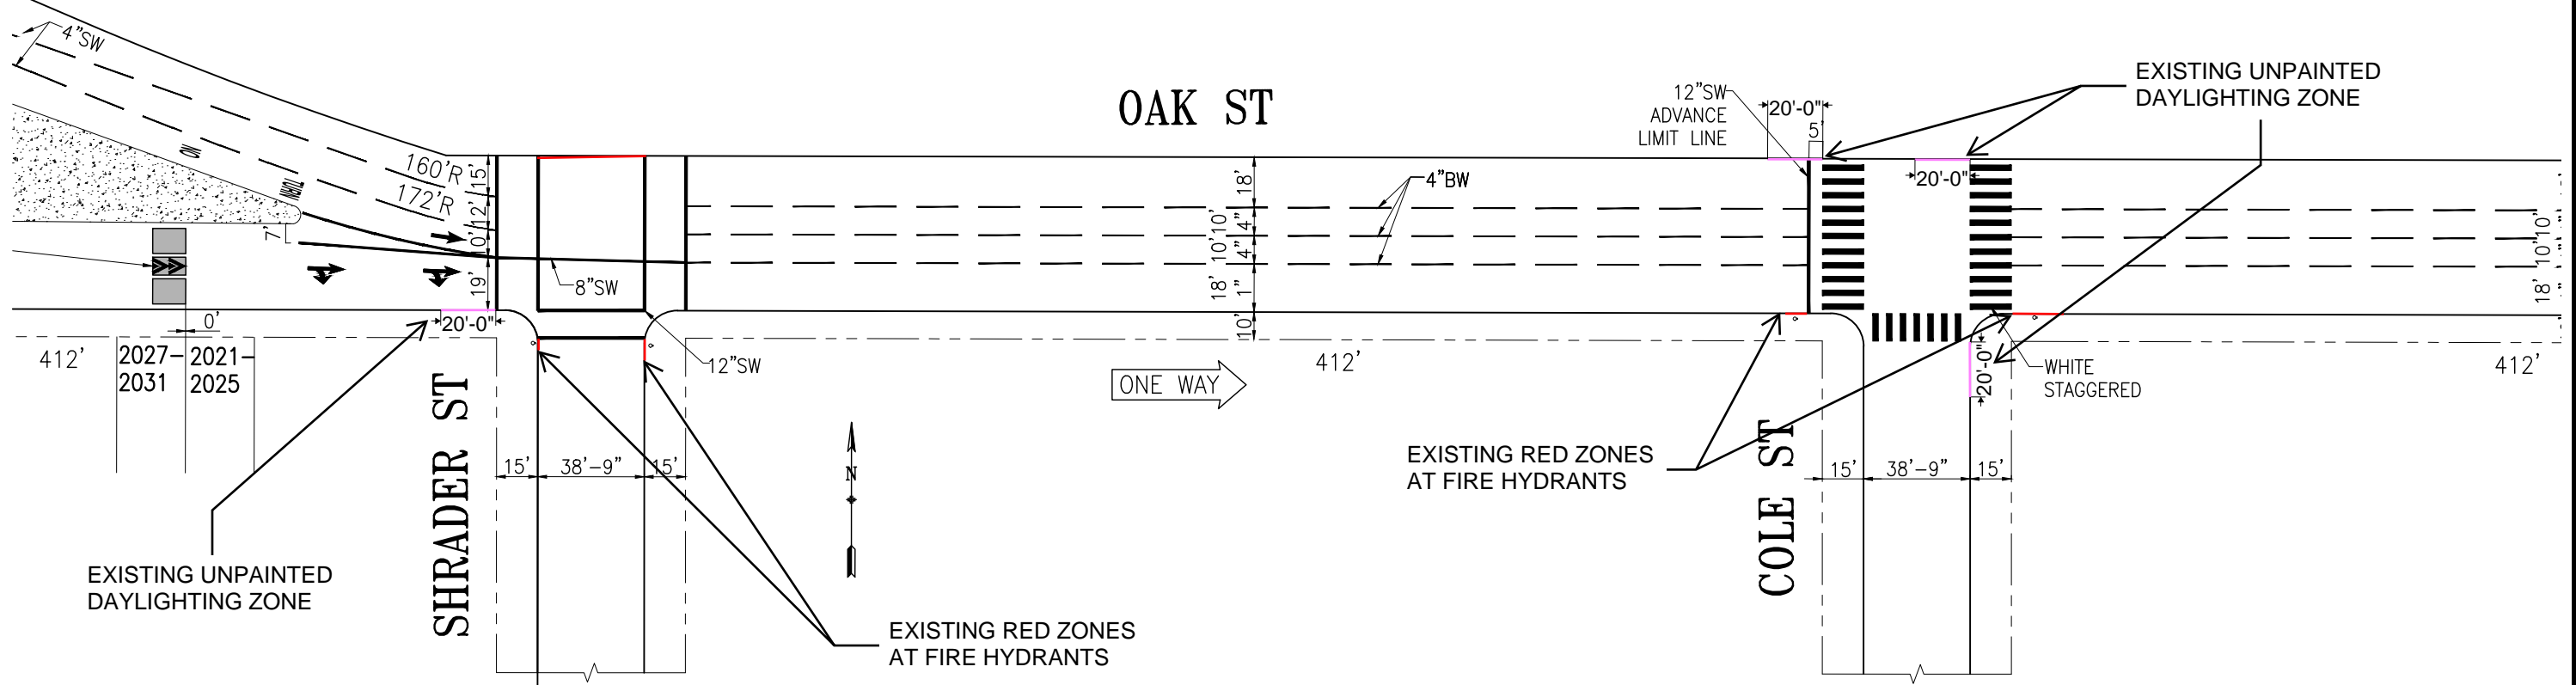 4"SW
OAK ST
12"SW
ADVANCE
LIMIT LINE
20'-0"
5'
EXISTING UNPAINTED
DAYLIGHTING ZONE
160'R
172'R
15'
12'
10'
19'
7'
NO
TURN
8"SW
18'
10'10'
4"
4"
18'
1"
10'
4"BW
20'-0"
10"10'
18'
0'
20'-0"
412'
2027-
2031
2021-
2025
12"SW
ONE WAY
412'
20'-0"
WHITE
STAGGERED
412'
SHRADER ST
15'
38'-9"
15'
N
EXISTING RED ZONES
AT FIRE HYDRANTS
COLE ST
15'
38'-9"
15'
EXISTING UNPAINTED
DAYLIGHTING ZONE
EXISTING RED ZONES
AT FIRE HYDRANTS